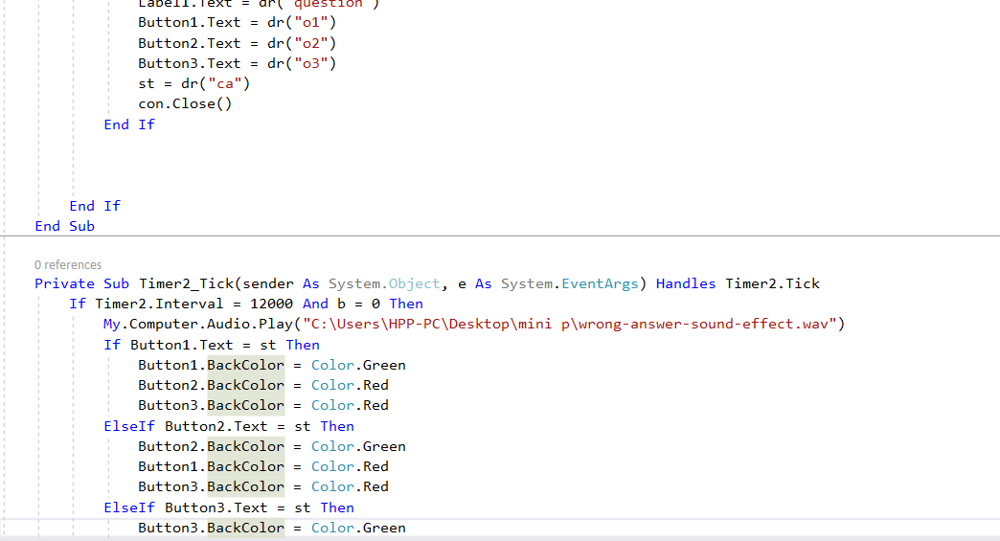 Label1.Text = dr("question")
Button1.Text = dr("o1")
Button2.Text = dr("o2")
Button3.Text = dr("o3")
st = dr("ca")
con.Close()
End If
End If
End Sub
0 references
Private Sub Timer2_Tick(sender As System.Object, e As System.EventArgs) Handles Timer2.Tick
If Timer2.Interval = 12000 And b = 0 Then
My.Computer.Audio.Play("C:\Users\HPP-PC\Desktop\mini p\wrong-answer-sound-effect.wav")
If Button1.Text = st Then
Button1.BackColor = Color.Green
Button2.BackColor = Color.Red
Button3.BackColor = Color.Red
ElseIf Button2.Text = st Then
Button2.BackColor = Color.Green
Button1.BackColor = Color.Red
Button3.BackColor = Color.Red
ElseIf Button3.Text = st Then
Button3.BackColor = Color.Green